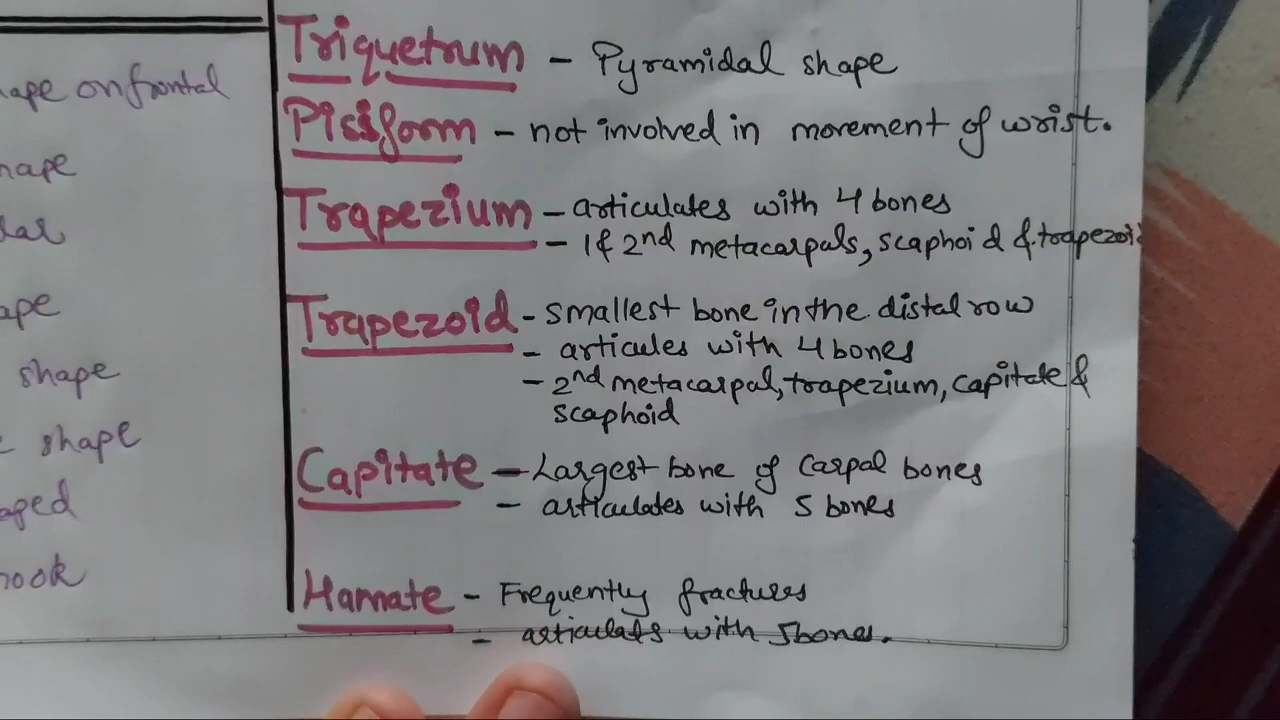 ape on frontal
hape
lar
ape
shape
shape
aped
hook
Triquetrum - Pyramidal shape
Pisiform - not involved in movement of wrist.
Trapezium - articulates with 4 bones
- 1 & 2nd metacarpals, scaphoid & trapezoid
Trapezoid - smallest bone in the distal row
- articules with 4 bones
- 2nd metacarpal, trapezium, capitate &
scaphoid
Capitate - Largest bone of Carpal bones
- articulates with 5 bones
Hamate - Frequently fractures
- articulats with 5 bones.